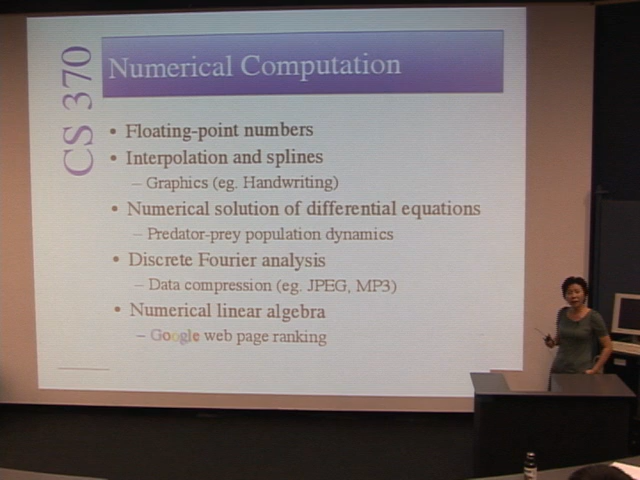 CS 370
Numerical Computation
• Floating-point numbers
• Interpolation and splines
– Graphics (eg. Handwriting)
• Numerical solution of differential equations
– Predator-prey population dynamics
• Discrete Fourier analysis
– Data compression (eg. JPEG, MP3)
• Numerical linear algebra
– Google web page ranking